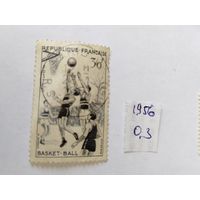 REPUBLIQUE FRANÇAISE
30F
BASKET-BALL
1956
0,3